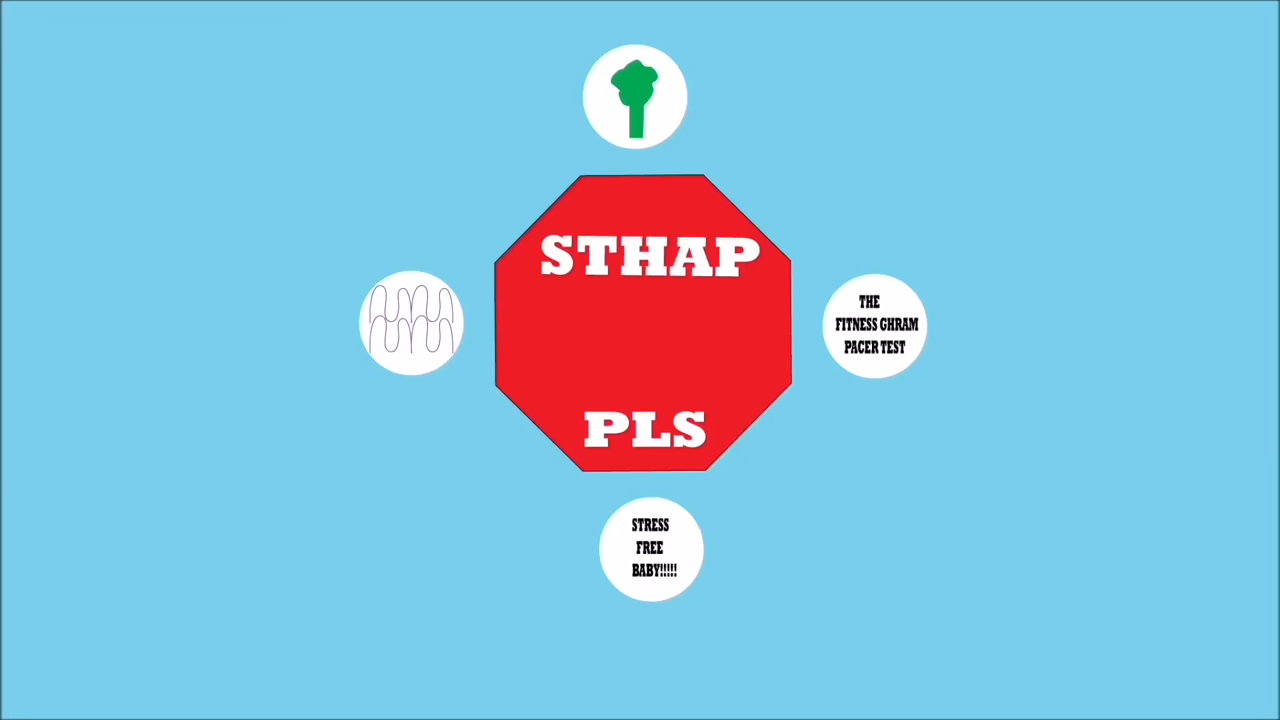 STHAP
PLS
THE
FITNESS GHRAM
PACER TEST
STRESS
FREE
BABY!!!!!